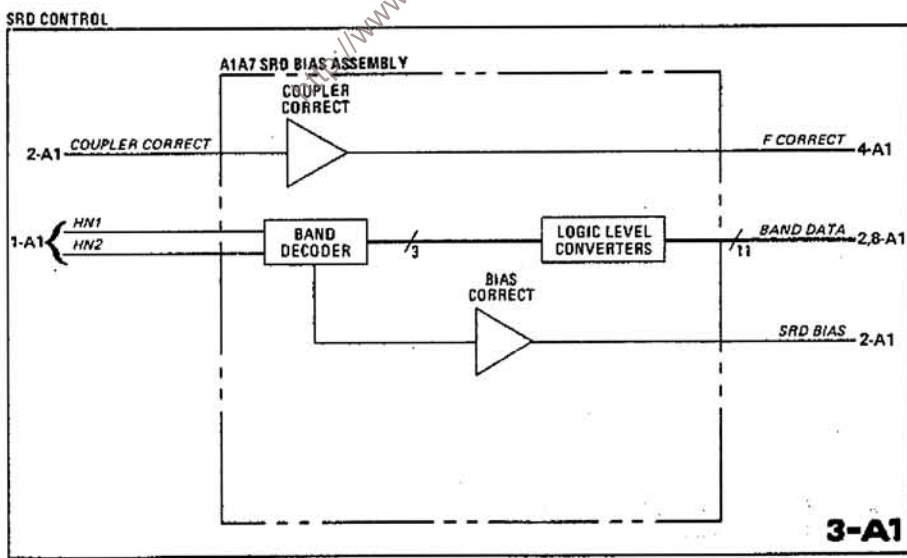 SRD CONTROL
http://www
A1A7 SRD BIAS ASSEMBLY
COUPLER
CORRECT
2-A1 COUPLER CORRECT
F CORRECT 4-A1
1-A1
HN1
HN2
BAND
DECODER
3
LOGIC LEVEL
CONVERTERS
11
BAND DATA 2,8-A1
BIAS
CORRECT
SRD BIAS 2-A1
3-A1